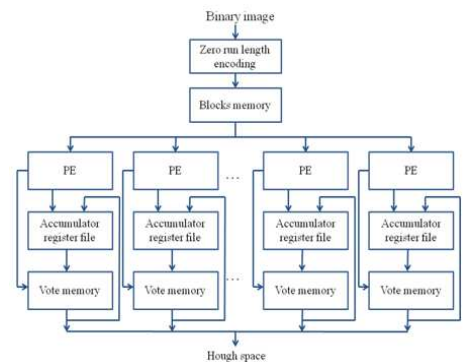 Binary image
Zero run length
encoding
Blocks memory
PE
PE
...
PE
PE
Accumulator
register file
Accumulator
register file
Accumulator
register file
Accumulator
register file
Vote memory
Vote memory
...
Vote memory
Vote memory
Hough space